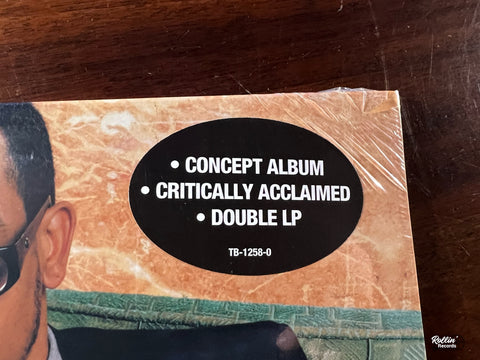 • CONCEPT ALBUM
• CRITICALLY ACCLAIMED
• DOUBLE LP
TB-1258-0
Rollin'
Records